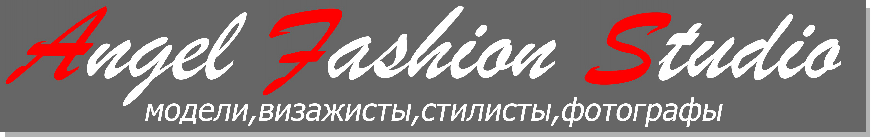 Angel Fashion Studio
модели,визажисты,стилисты,фотографы